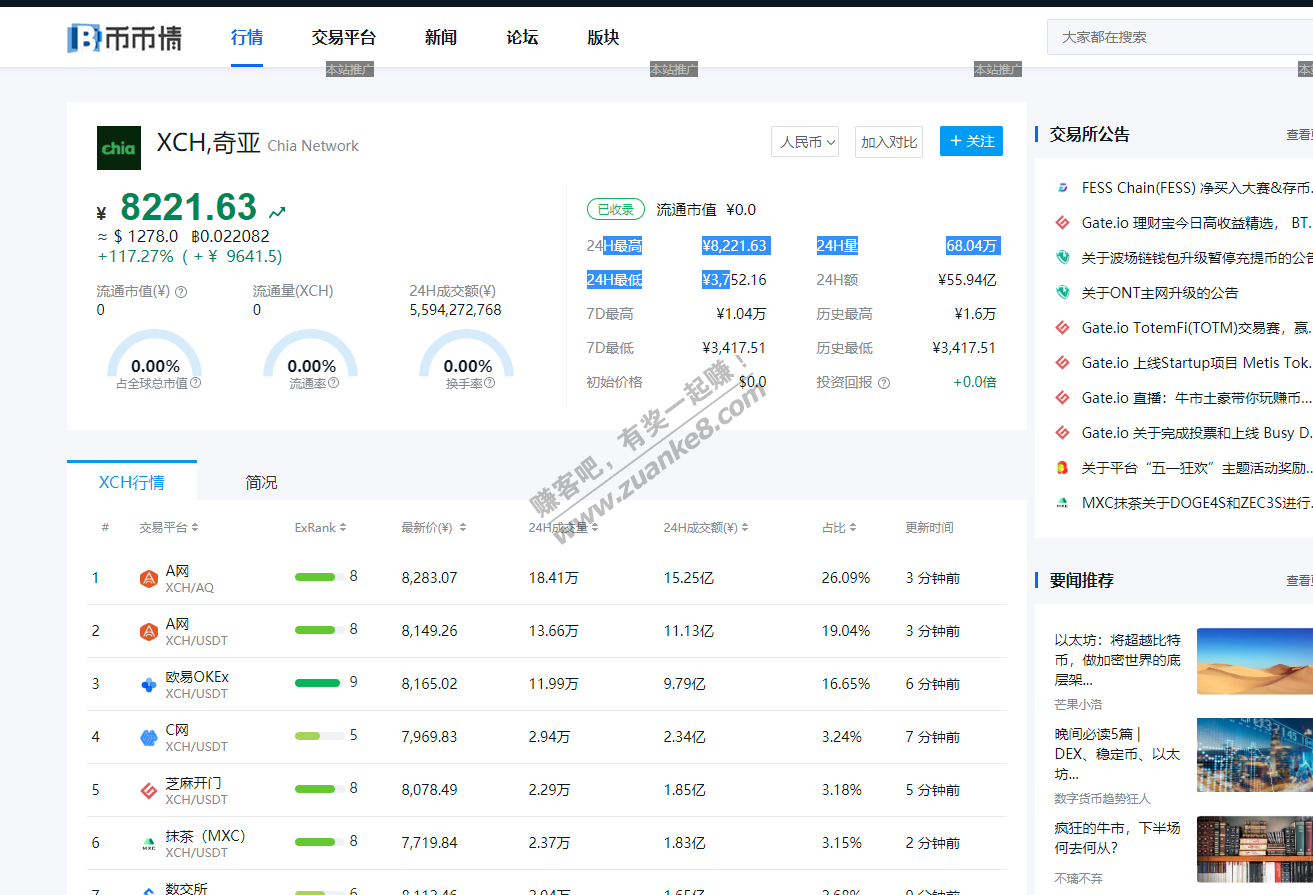 币币情
行情 交易平台 新闻 论坛 版块
大家都在搜索
本站推广 本站推广 本站推广
chia
XCH,奇亚 Chia Network
人民币 加入对比 + 关注
¥ 8221.63
≈ $ 1278.0 ฿0.022082
+117.27% ( + ¥ 9641.5)
流通市值(¥) 流通量(XCH) 24H成交额(¥)
0 0 5,594,272,768
0.00% 0.00% 0.00%
占全球总市值 流通率 换手率
已收录 流通市值 ¥0.0
24H最高 ¥8,221.63 24H量 68.04万
24H最低 ¥3,752.16 24H额 ¥55.94亿
7D最高 ¥1.04万 历史最高 ¥1.6万
7D最低 ¥3,417.51 历史最低 ¥3,417.51
初始价格 $0.0 投资回报 +0.0倍
赚客吧，有奖一起赚！
www.zuanke8.com
XCH行情 简况
# 交易平台 ExRank 最新价(¥) 24H成交量 24H成交额(¥) 占比 更新时间
1 A网 8 8,283.07 18.41万 15.25亿 26.09% 3 分钟前
XCH/AQ
2 A网 8 8,149.26 13.66万 11.13亿 19.04% 3 分钟前
XCH/USDT
3 欧易OKEx 9 8,165.02 11.99万 9.79亿 16.65% 6 分钟前
XCH/USDT
4 C网 5 7,969.83 2.94万 2.34亿 3.24% 7 分钟前
XCH/USDT
5 芝麻开门 8 8,078.49 2.29万 1.85亿 3.18% 5 分钟前
XCH/USDT
6 抹茶（MXC） 8 7,719.84 2.37万 1.83亿 3.15% 2 分钟前
XCH/USDT
数交所
交易所公告 查看
FESS Chain(FESS) 净买入大赛&存币...
Gate.io 理财宝今日高收益精选， BT...
关于波场链钱包升级暂停充提币的公告
关于ONT主网升级的公告
Gate.io TotemFi(TOTM)交易赛，赢...
Gate.io 上线Startup项目 Metis Tok...
Gate.io 直播：牛市土豪带你玩赚币...
Gate.io 关于完成投票和上线 Busy D...
关于平台“五一狂欢”主题活动奖励...
MXC抹茶关于DOGE4S和ZEC3S进行...
要闻推荐 查看
以太坊：将超越比特
币，做加密世界的底
层架...
芒果小洛
晚间必读5篇 |
DEX、稳定币、以太
坊...
数字货币趋势狂人
疯狂的牛市，下半场
何去何从？
不璃不弃